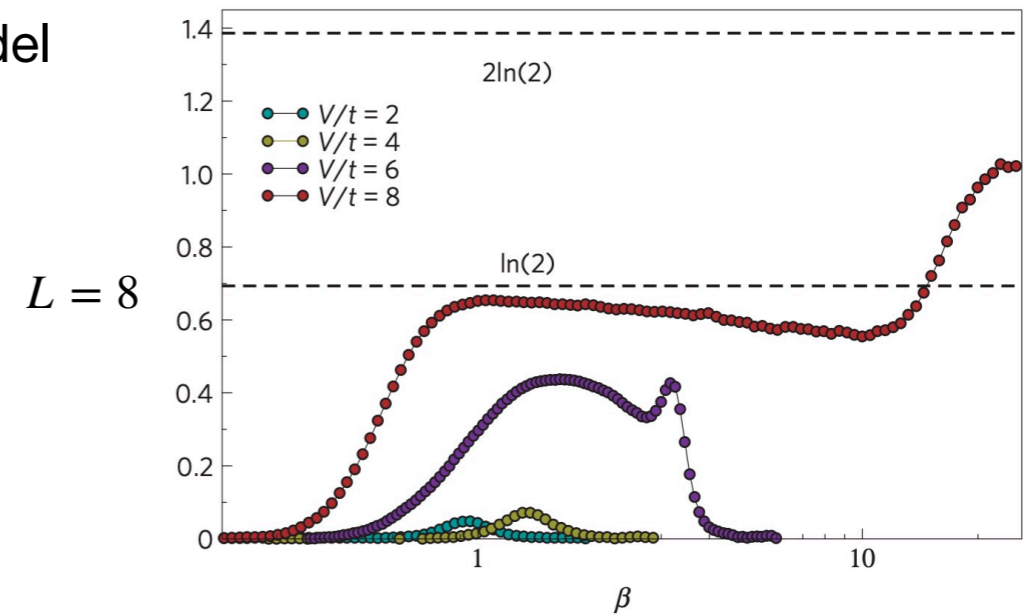 del
1.4
2ln(2)
1.2
V/t = 2
V/t = 4
V/t = 6
1.0
V/t = 8
0.8
ln(2)
L = 8
0.6
0.4
0.2
0
1
10
β